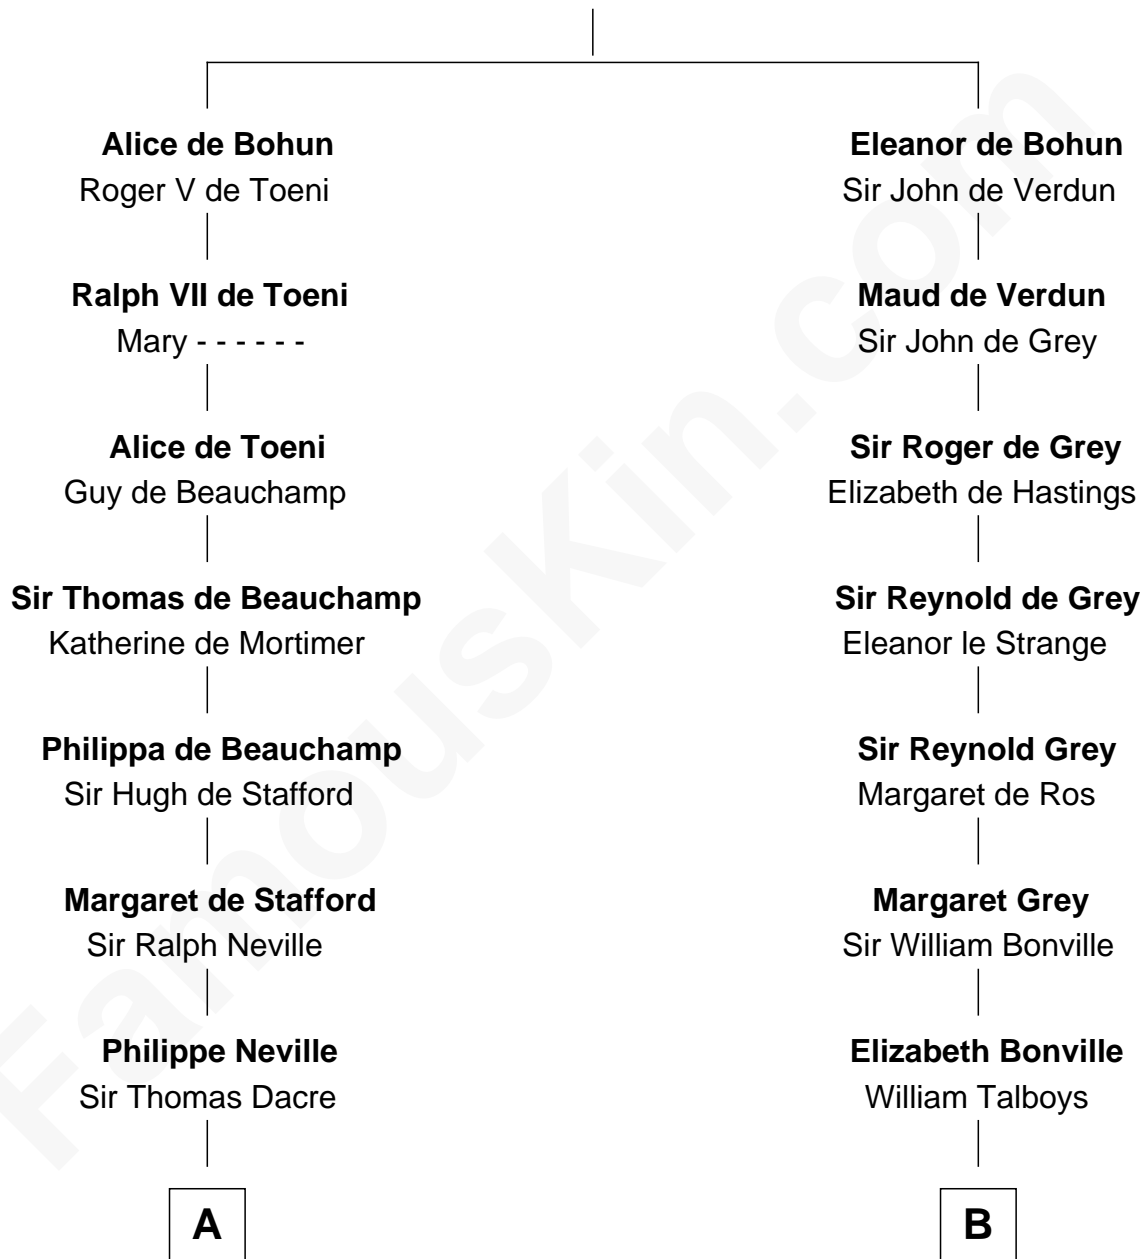 Alice de Bohun
Roger V de Toeni
Ralph VII de Toeni
Mary - - - - - -
Alice de Toeni
Guy de Beauchamp
Sir Thomas de Beauchamp
Katherine de Mortimer
Philippa de Beauchamp
Sir Hugh de Stafford
Margaret de Stafford
Sir Ralph Neville
Philippe Neville
Sir Thomas Dacre
A
Eleanor de Bohun
Sir John de Verdun
Maud de Verdun
Sir John de Grey
Sir Roger de Grey
Elizabeth de Hastings
Sir Reynold de Grey
Eleanor le Strange
Sir Reynold Grey
Margaret de Ros
Margaret Grey
Sir William Bonville
Elizabeth Bonville
William Talboys
B
FamousKin.com